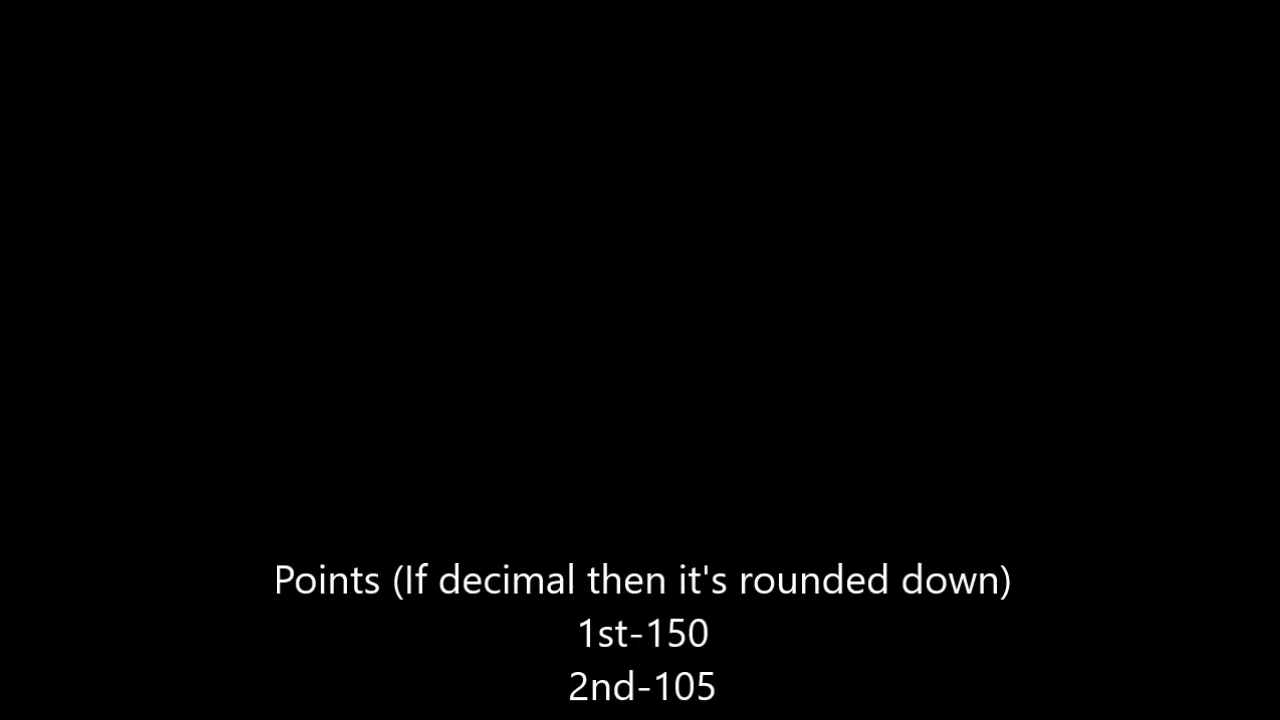 Points (If decimal then it's rounded down)
1st-150
2nd-105